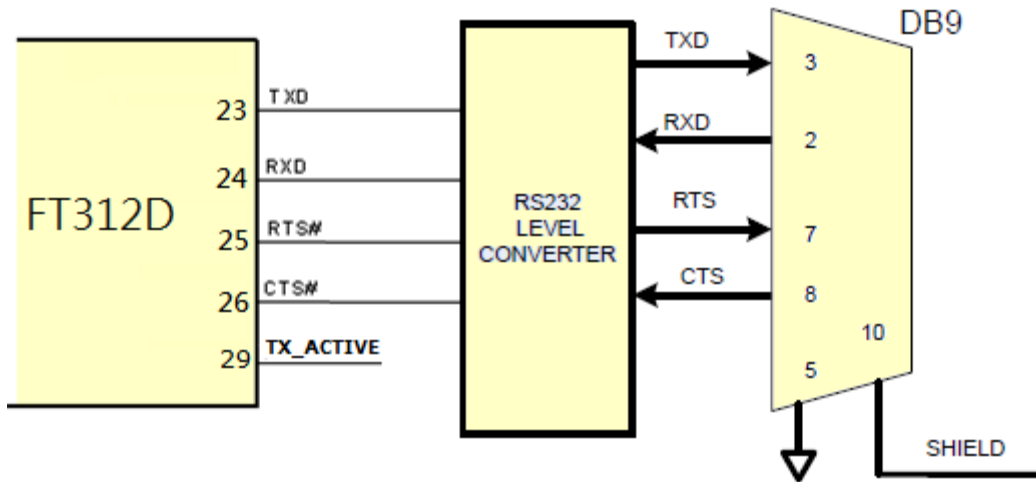 DB9
TXD
3
23
TXD
RXD
2
24
RXD
FT312D
RS232
LEVEL
CONVERTER
RTS
7
25
RTS#
CTS
8
26
CTS#
10
29
TX_ACTIVE
5
SHIELD